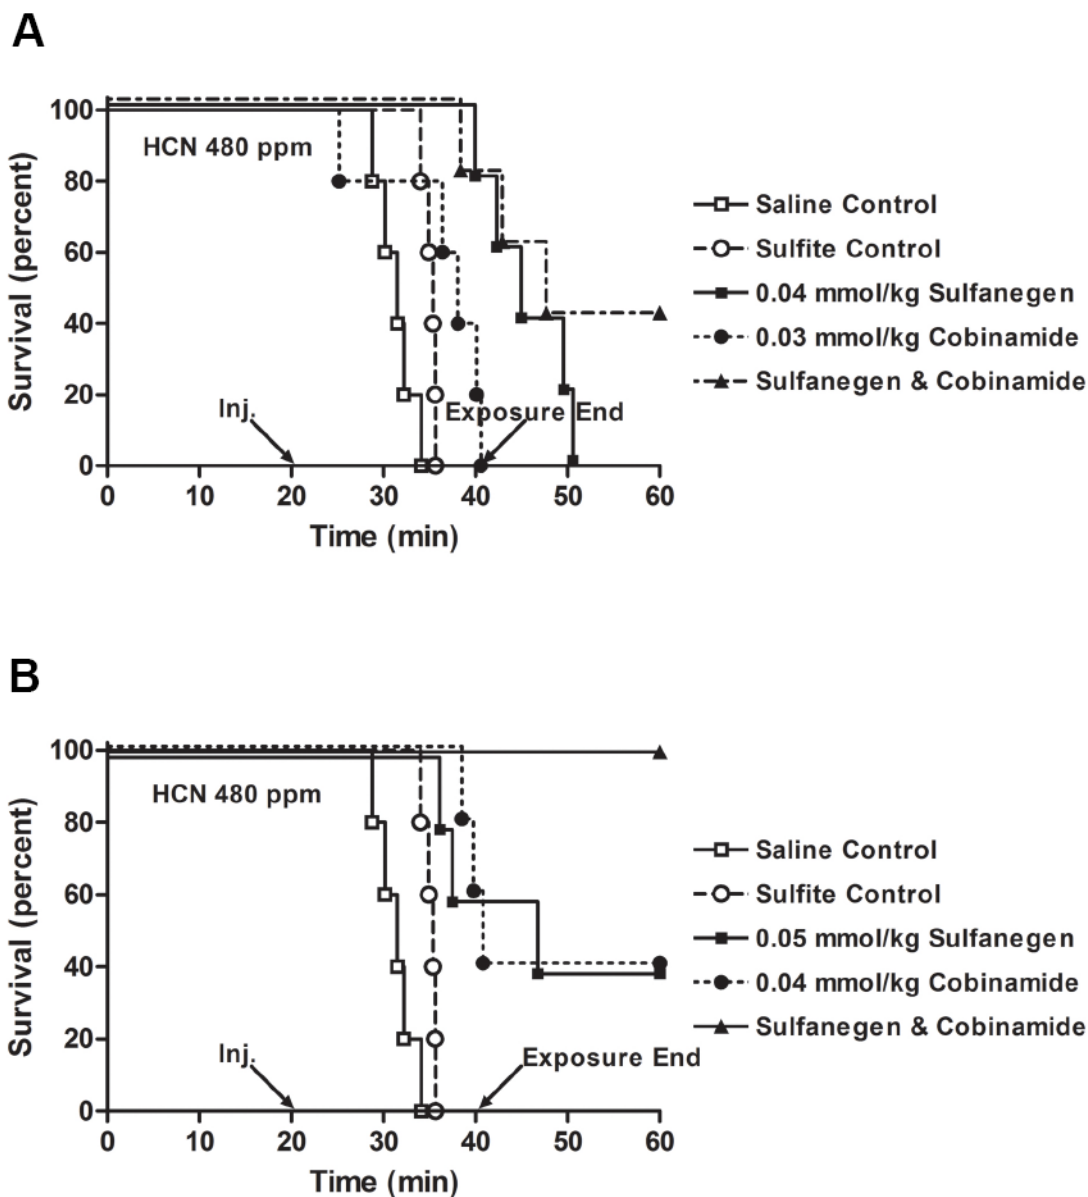 A
100
80
60
40
20
0
Survival (percent)
HCN 480 ppm
Inj.
Exposure End
0 10 20 30 40 50 60
Time (min)
Saline Control
Sulfite Control
0.04 mmol/kg Sulfanegen
0.03 mmol/kg Cobinamide
Sulfanegen & Cobinamide
B
100
80
60
40
20
0
Survival (percent)
HCN 480 ppm
Inj.
Exposure End
0 10 20 30 40 50 60
Time (min)
Saline Control
Sulfite Control
0.05 mmol/kg Sulfanegen
0.04 mmol/kg Cobinamide
Sulfanegen & Cobinamide